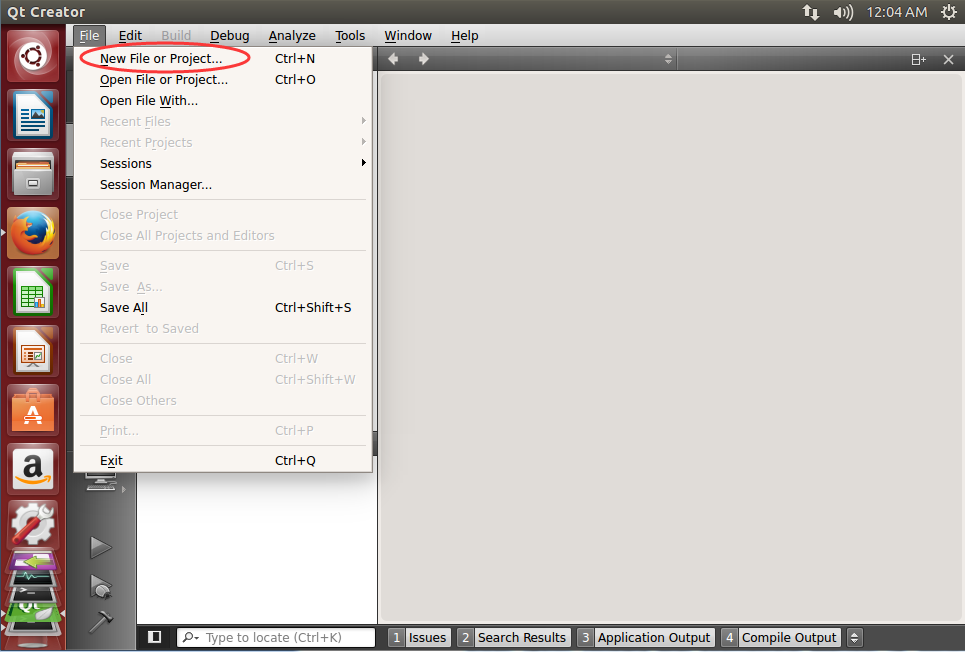 Qt Creator 12:04 AM
File Edit Build Debug Analyze Tools Window Help
New File or Project... Ctrl+N
Open File or Project... Ctrl+O
Open File With...
Recent Files
Recent Projects
Sessions
Session Manager...
Close Project
Close All Projects and Editors
Save Ctrl+S
Save As...
Save All Ctrl+Shift+S
Revert to Saved
Close Ctrl+W
Close All Ctrl+Shift+W
Close Others
Print... Ctrl+P
Exit Ctrl+Q
Type to locate (Ctrl+K) 1 Issues 2 Search Results 3 Application Output 4 Compile Output